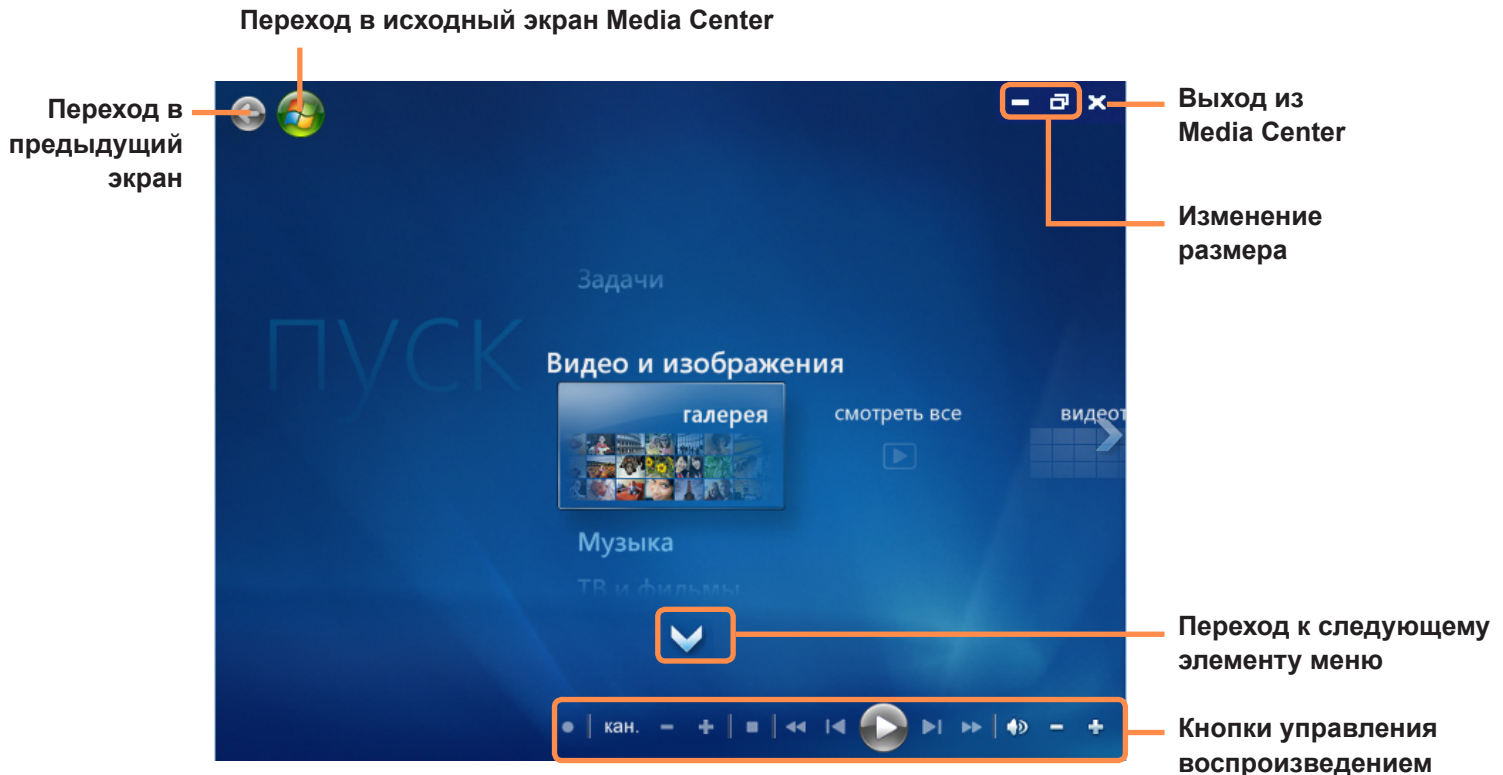 Переход в исходный экран Media Center
Переход в
предыдущий
экран
Выход из
Media Center
Изменение
размера
Задачи
пуск
Видео и изображения
галерея
смотреть все
видеот
Музыка
ТВ и фильмы
Переход к следующему
элементу меню
кан.
Кнопки управления
воспроизведением